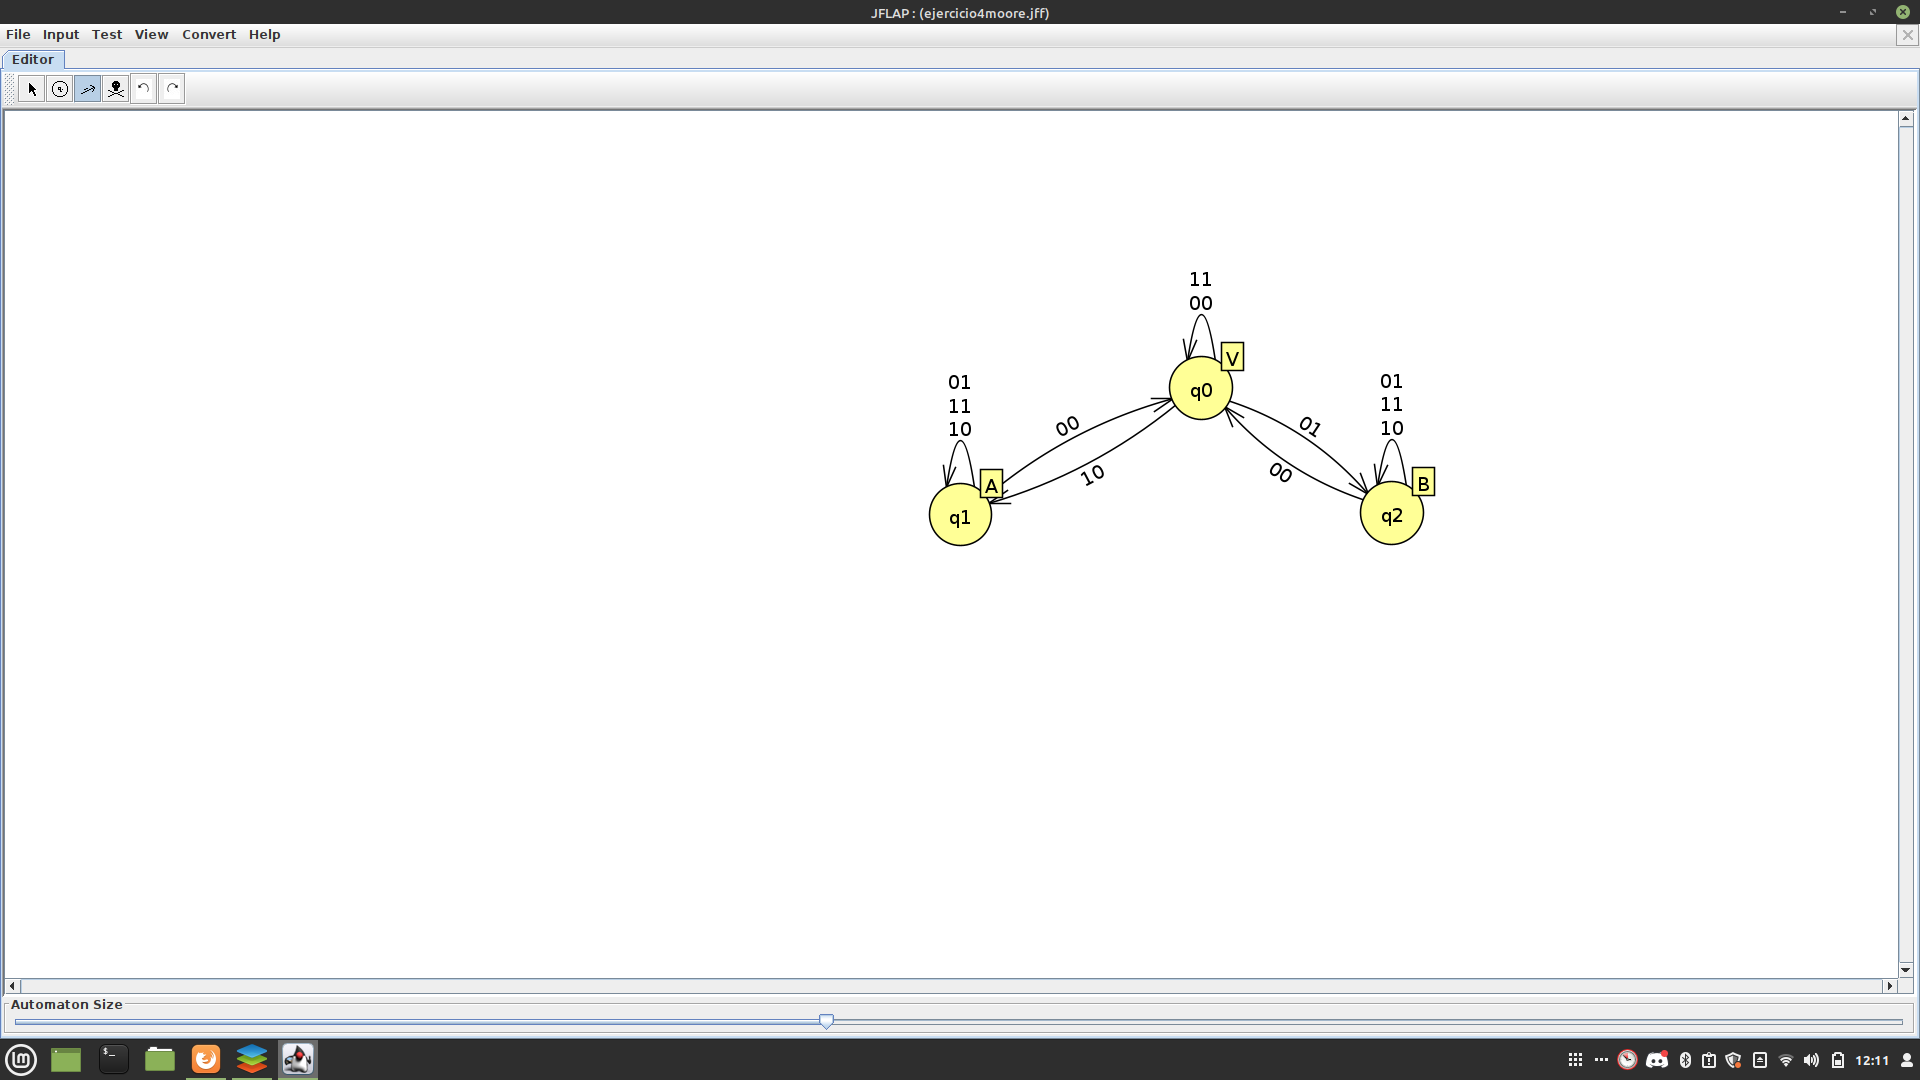 JFLAP : (ejercicio4moore.jff)
File Input Test View Convert Help
Editor
11
00
V
q0
01
11
10
A
q1
00
10
01
00
01
11
10
B
q2
Automaton Size
12:11